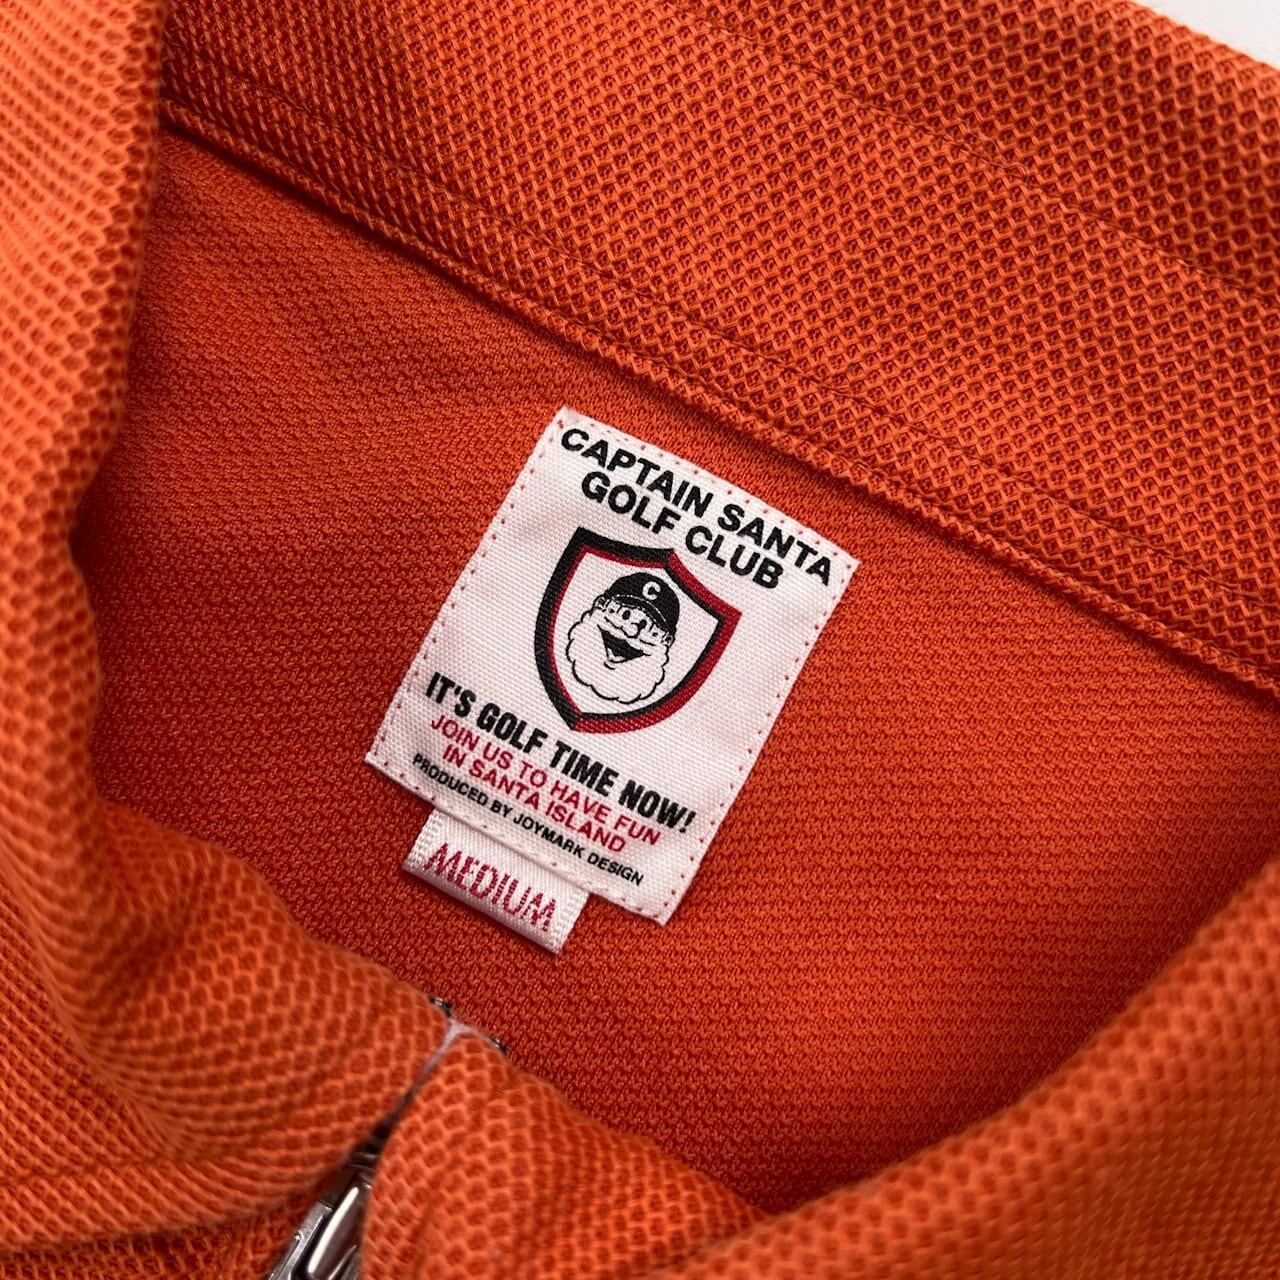 CAPTAIN SANTA
GOLF CLUB
C
IT'S GOLF TIME NOW!
JOIN US TO HAVE FUN
IN SANTA ISLAND
PRODUCED BY JOYMARK DESIGN
MEDIUM